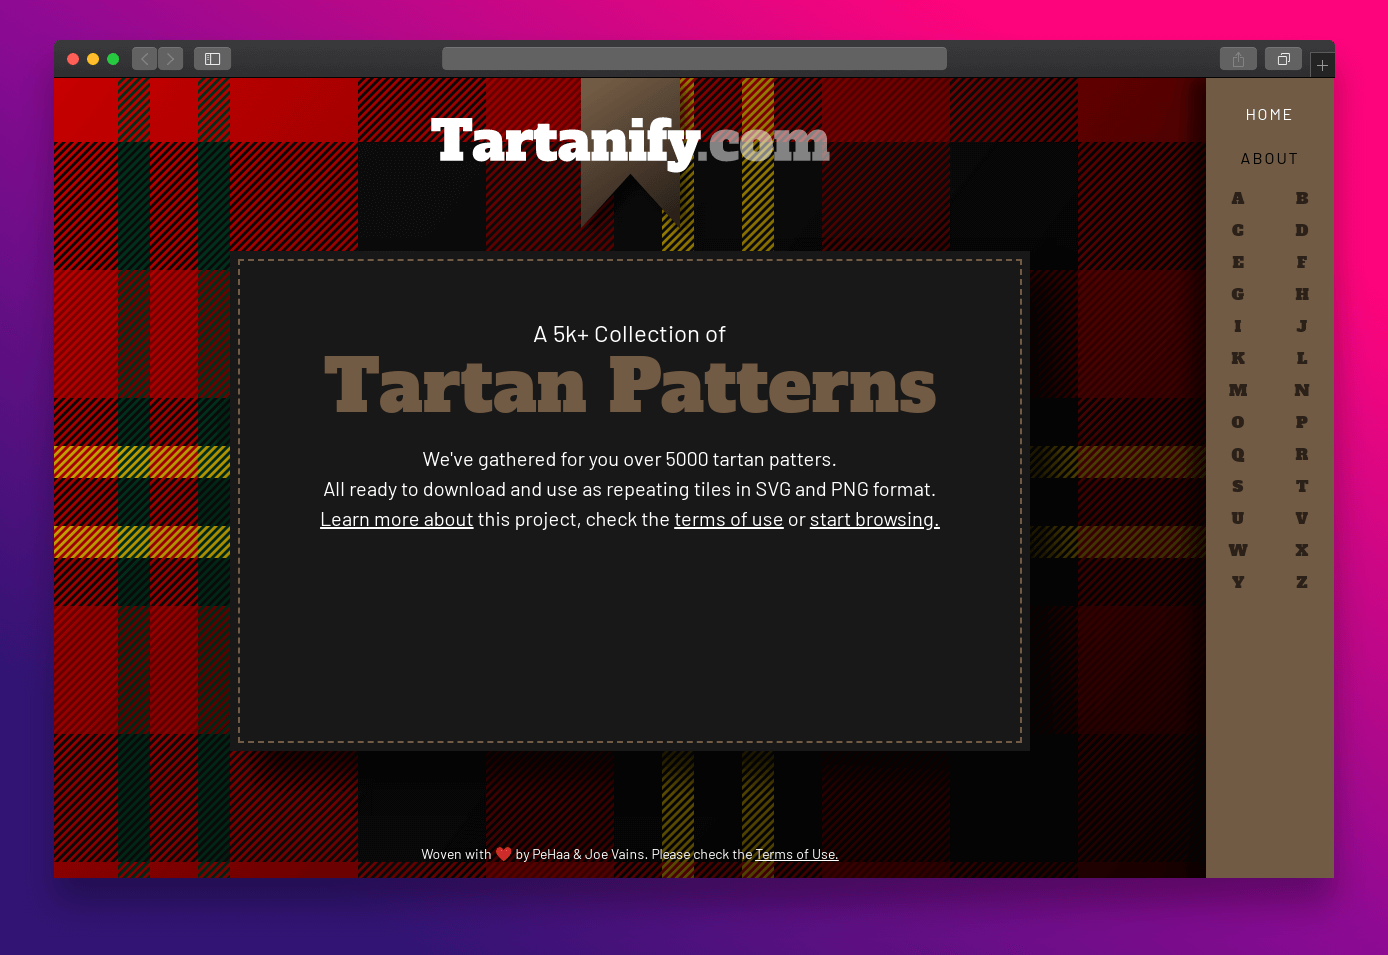 Tartanify.com
HOME
ABOUT
A B
C D
E F
G H
I J
K L
M N
O P
Q R
S T
U V
W X
Y Z
A 5k+ Collection of
Tartan Patterns
We've gathered for you over 5000 tartan patters.
All ready to download and use as repeating tiles in SVG and PNG format.
Learn more about this project, check the terms of use or start browsing.
Woven with ❤️ by PeHaa & Joe Vains. Please check the Terms of Use.